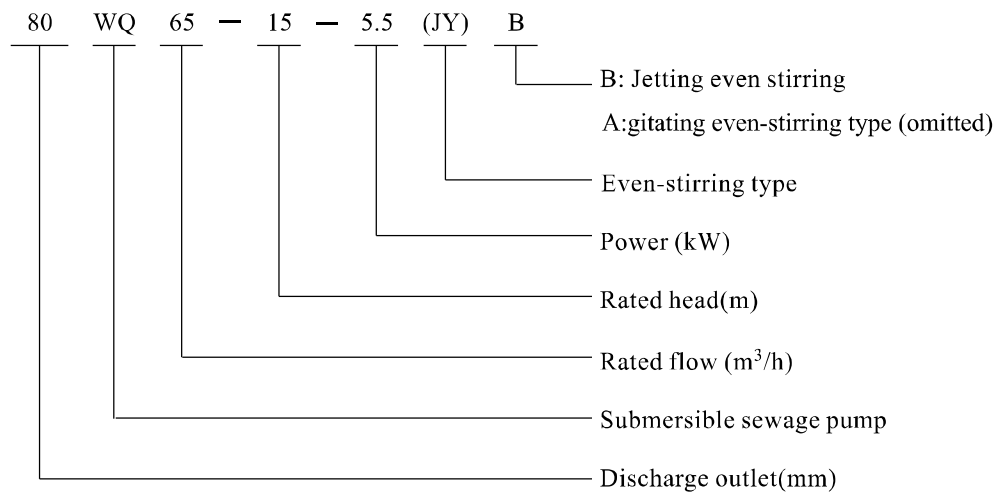 80 WQ 65 — 15 — 5.5 (JY) B
B: Jetting even stirring
A:gitating even-stirring type (omitted)
Even-stirring type
Power (kW)
Rated head(m)
Rated flow (m³/h)
Submersible sewage pump
Discharge outlet(mm)